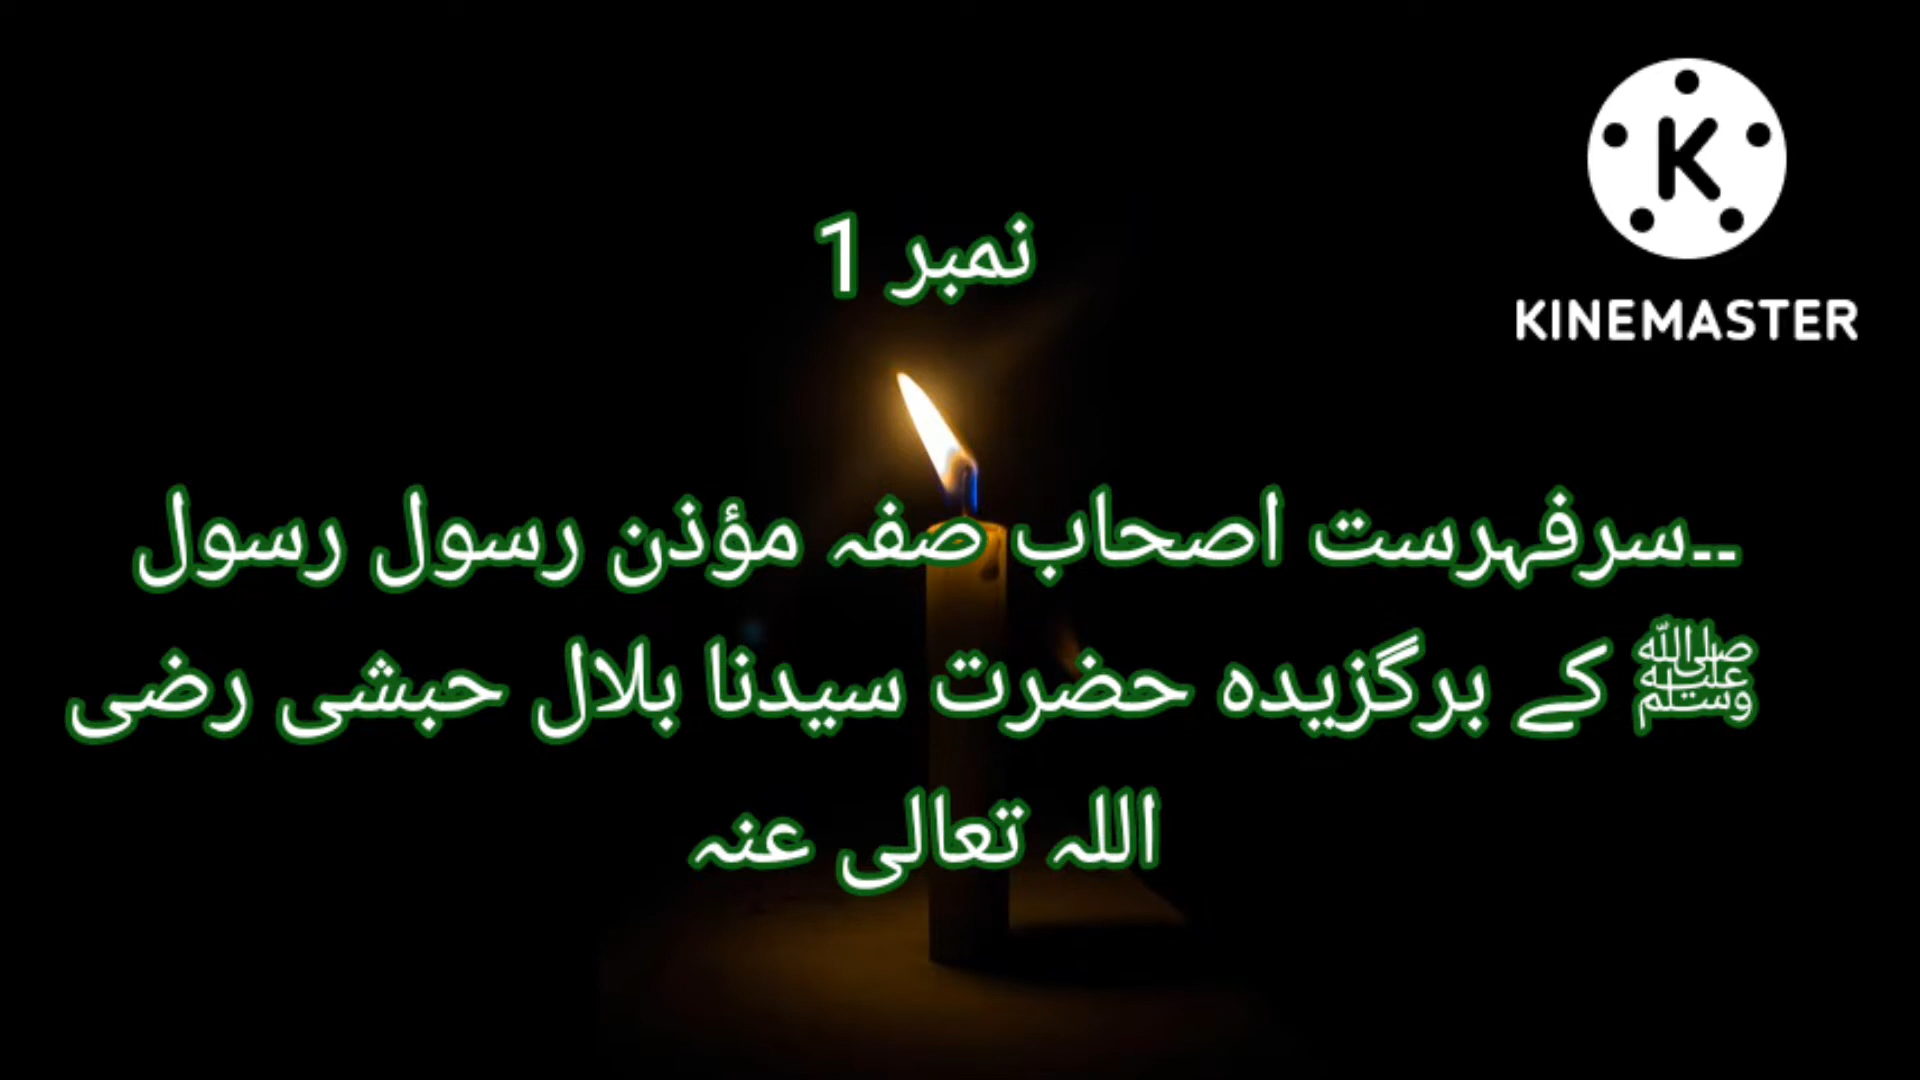 KINEMASTER
نمبر 1
۔۔سرفہرست اصحاب صفہ مؤذن رسول رسول
ﷺ کے برگزیدہ حضرت سیدنا بلال حبشی رضی
اللہ تعالی عنہ